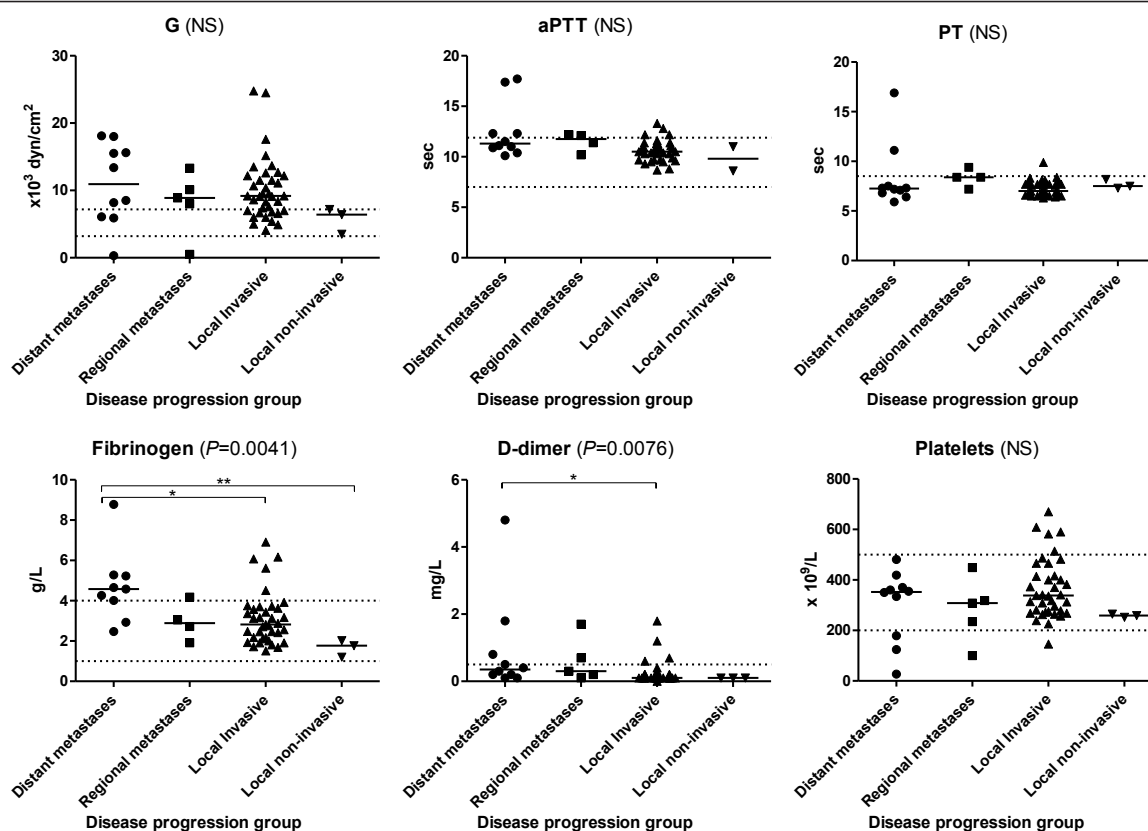 G (NS)
30
20
10
0
x10³ dyn/cm²
Distant metastases
Regional metastases
Local Invasive
Local non-invasive
Disease progression group
aPTT (NS)
20
15
10
5
0
sec
Distant metastases
Regional metastases
Local Invasive
Local non-invasive
Disease progression group
PT (NS)
20
15
10
5
0
sec
Distant metastases
Regional metastases
Local Invasive
Local non-invasive
Disease progression group
Fibrinogen (P=0.0041)
**
*
10
8
6
4
2
0
g/L
Distant metastases
Regional metastases
Local Invasive
Local non-invasive
Disease progression group
D-dimer (P=0.0076)
*
6
4
2
0
mg/L
Distant metastases
Regional metastases
Local Invasive
Local non-invasive
Disease progression group
Platelets (NS)
800
600
400
200
0
x 10⁹/L
Distant metastases
Regional metastases
Local Invasive
Local non-invasive
Disease progression group